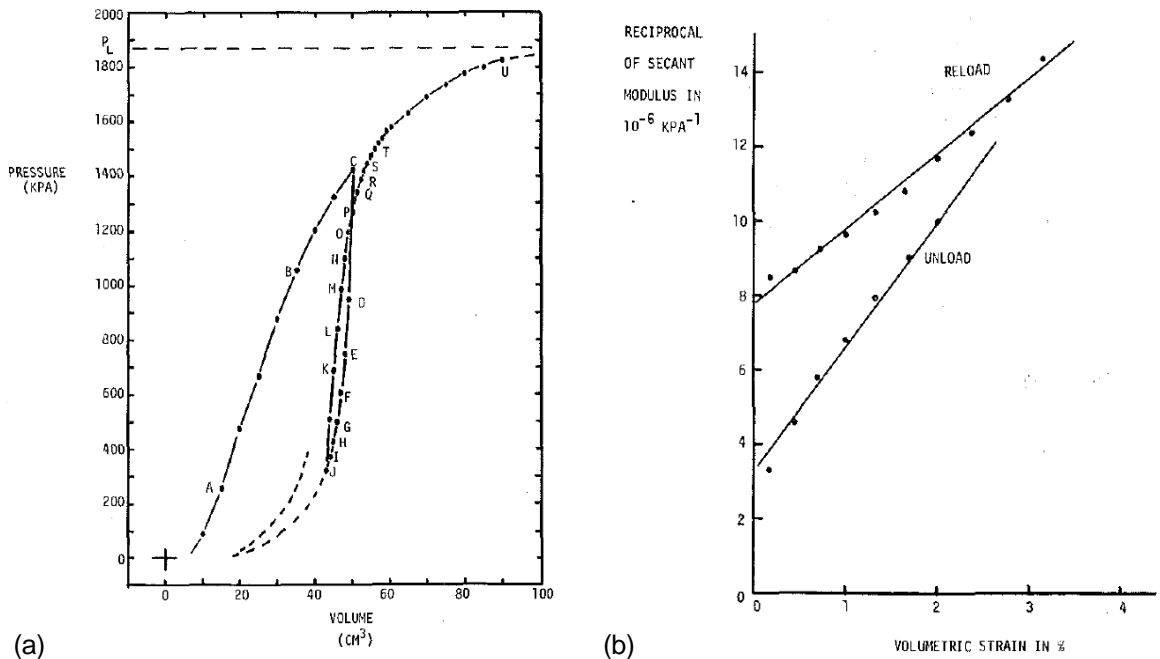 2000
P
L
1800
1600
1400
PRESSURE
(KPA)
1200
1000
800
600
400
200
0
A
B
C
D
E
F
G
H
I
J
K
L
M
N
O
P
Q
R
S
T
U
0 20 40 60 80 100
VOLUME
(CM³)
(a)
RECIPROCAL
OF SECANT
MODULUS IN
10⁻⁶ KPA⁻¹
14
12
10
8
6
4
2
0
RELOAD
UNLOAD
0 1 2 3 4
VOLUMETRIC STRAIN IN %
(b)